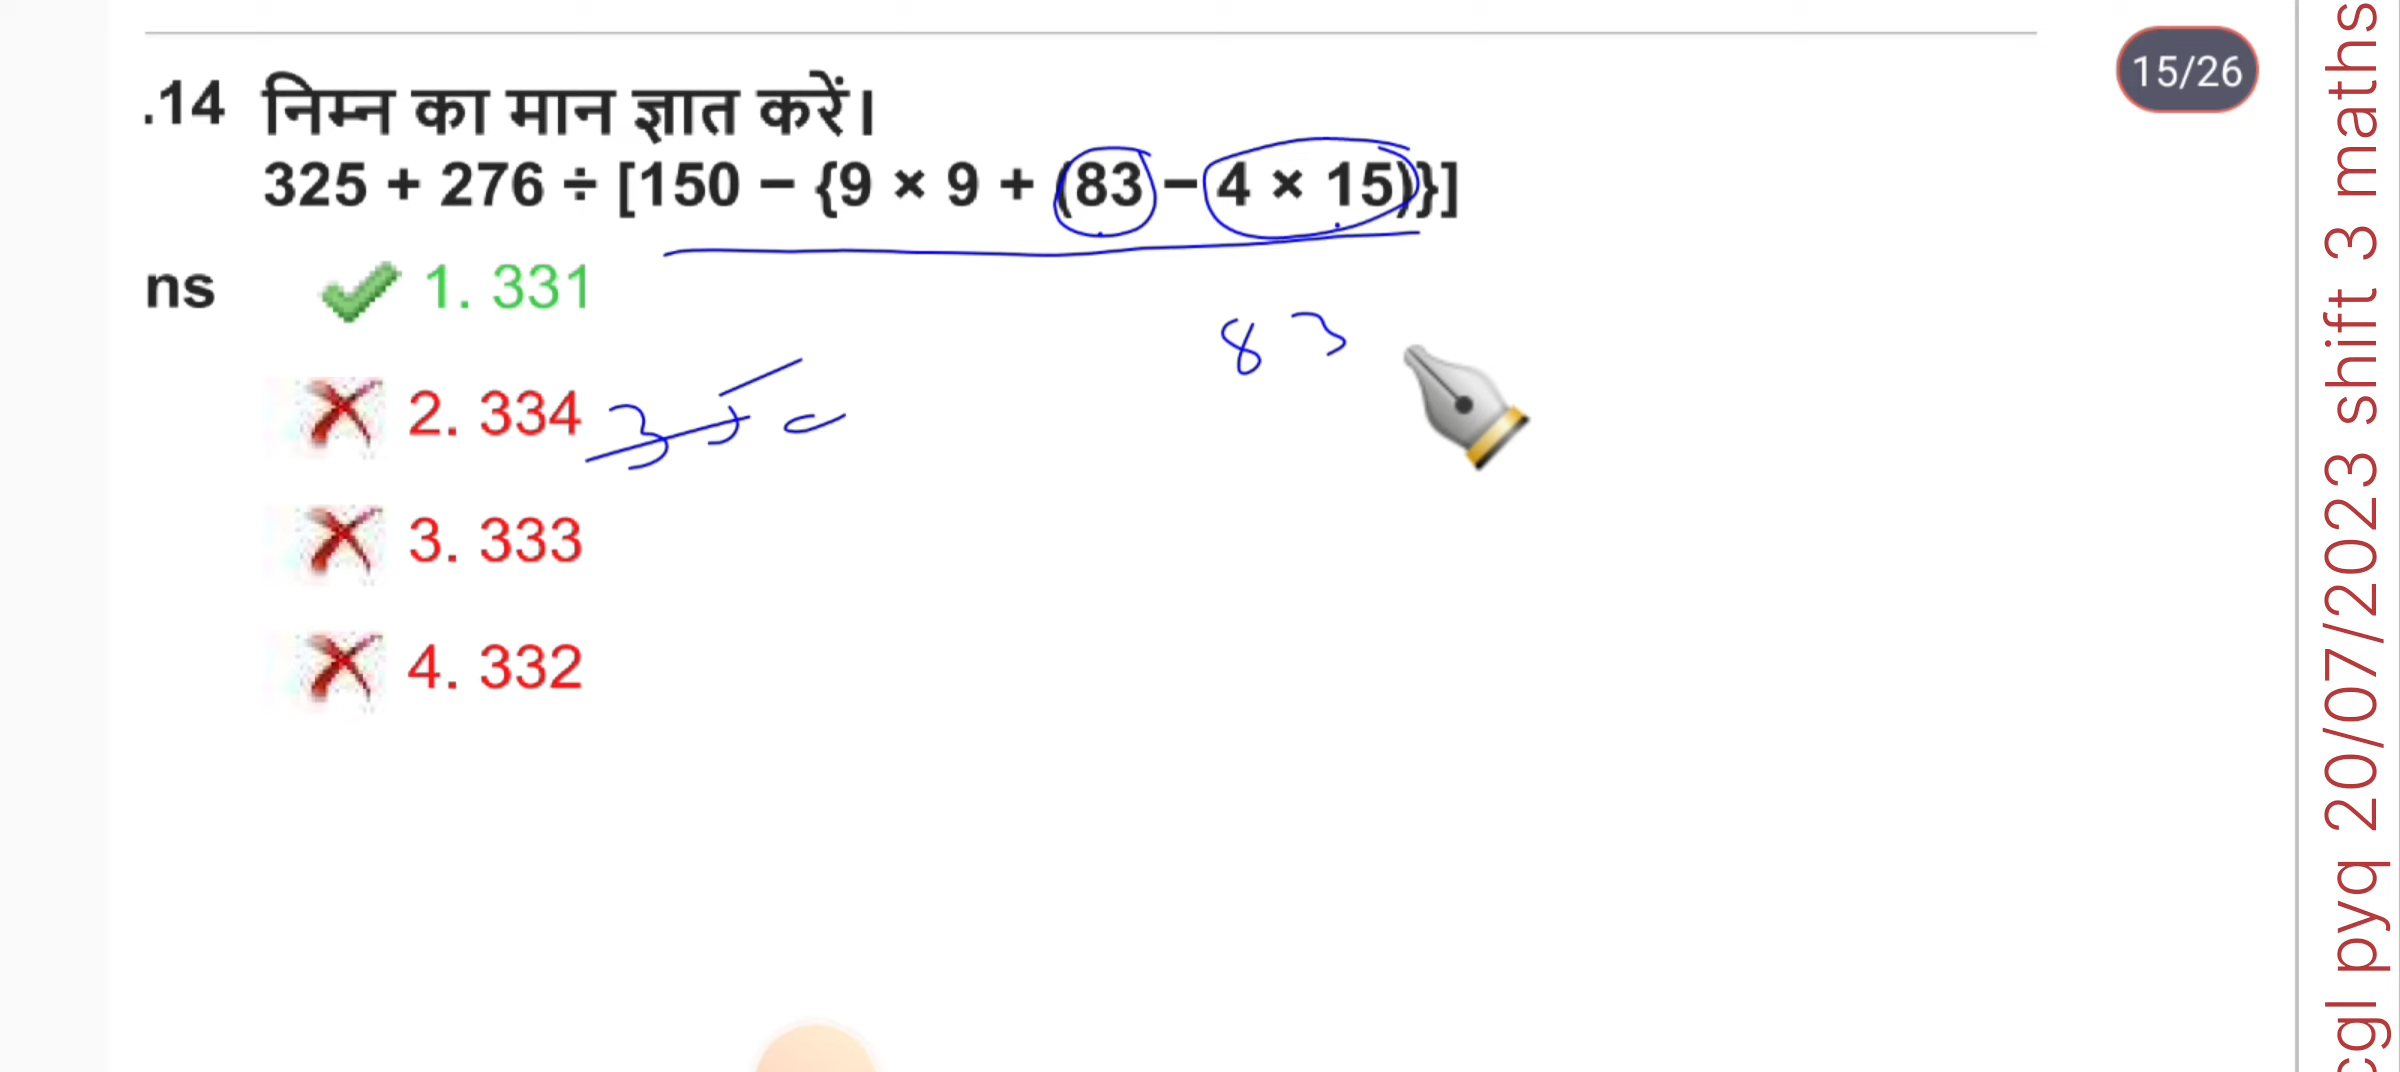 15/26
.14 निम्न का मान ज्ञात करें।
325 + 276 ÷ [150 − {9 × 9 + (83 − 4 × 15)}]
ns 1. 331
83
2. 334
3. 333
4. 332
cgl pyq 20/07/2023 shift 3 maths